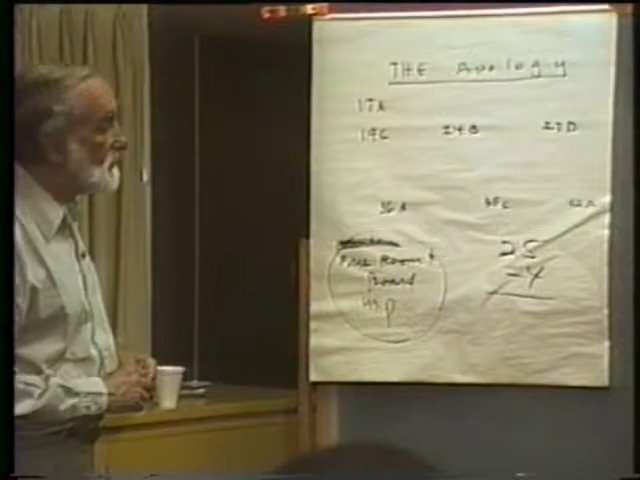 THE Apology
17A
19C 24B 27D
36A 38C 42A
25
-4
Free Room &
Board